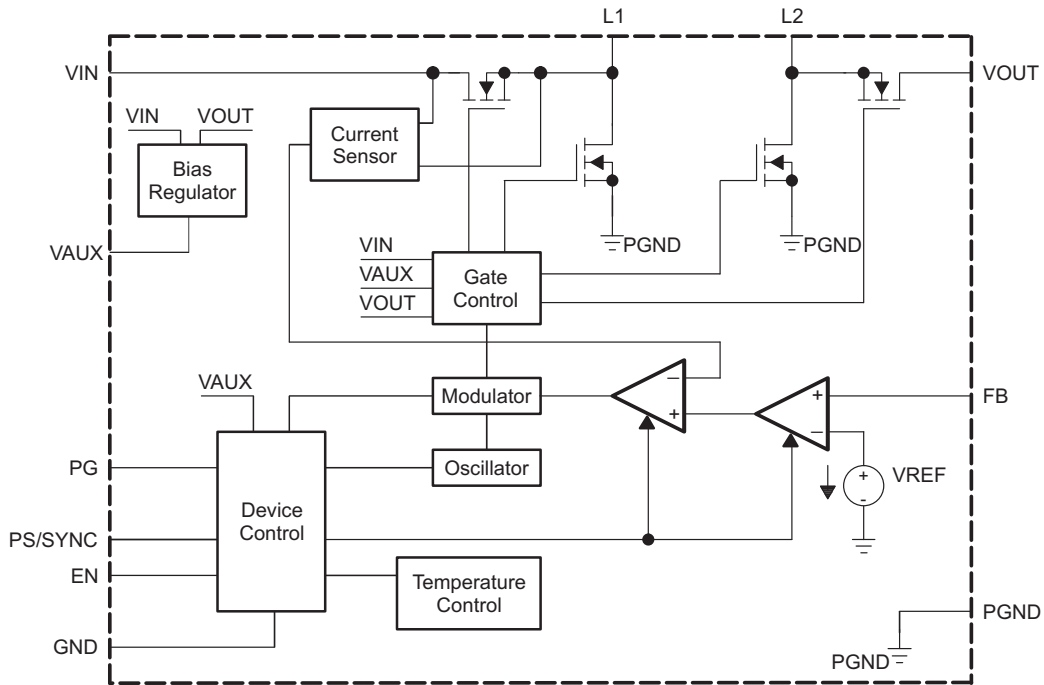 L1
L2
VIN
VOUT
VIN
VOUT
Current
Sensor
Bias
Regulator
VAUX
PGND
PGND
VIN
VAUX
VOUT
Gate
Control
VAUX
Modulator
−
+
+
−
FB
PG
Oscillator
VREF
+
-
Device
Control
PS/SYNC
EN
Temperature
Control
GND
PGND
PGND